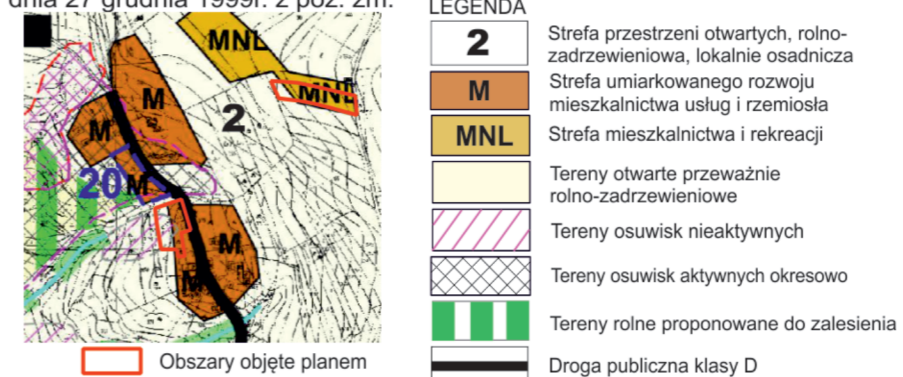 dnia 27 grudnia 1999r. z póź. zm.
MNL
MNL
M
2
M
20
M
M
M
Obszary objęte planem
LEGENDA
2
Strefa przestrzeni otwartych, rolno-
zadrzewieniowa, lokalnie osadnicza
M
Strefa umiarkowanego rozwoju
mieszkalnictwa usług i rzemiosła
MNL
Strefa mieszkalnictwa i rekreacji
Tereny otwarte przeważnie
rolno-zadrzewieniowe
Tereny osuwisk nieaktywnych
Tereny osuwisk aktywnych okresowo
Tereny rolne proponowane do zalesienia
Droga publiczna klasy D